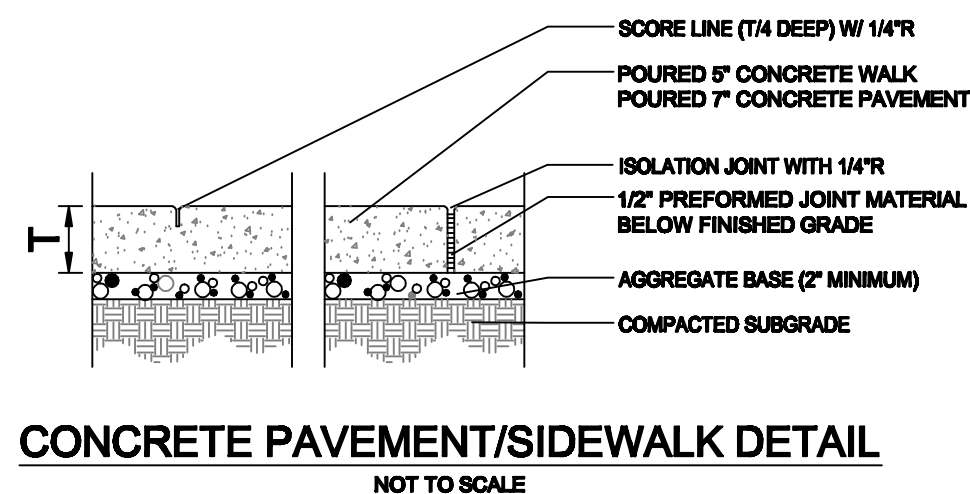 SCORE LINE (T/4 DEEP) W/ 1/4"R
POURED 5" CONCRETE WALK
POURED 7" CONCRETE PAVEMENT
ISOLATION JOINT WITH 1/4"R
1/2" PREFORMED JOINT MATERIAL
BELOW FINISHED GRADE
T
AGGREGATE BASE (2" MINIMUM)
COMPACTED SUBGRADE
CONCRETE PAVEMENT/SIDEWALK DETAIL
NOT TO SCALE